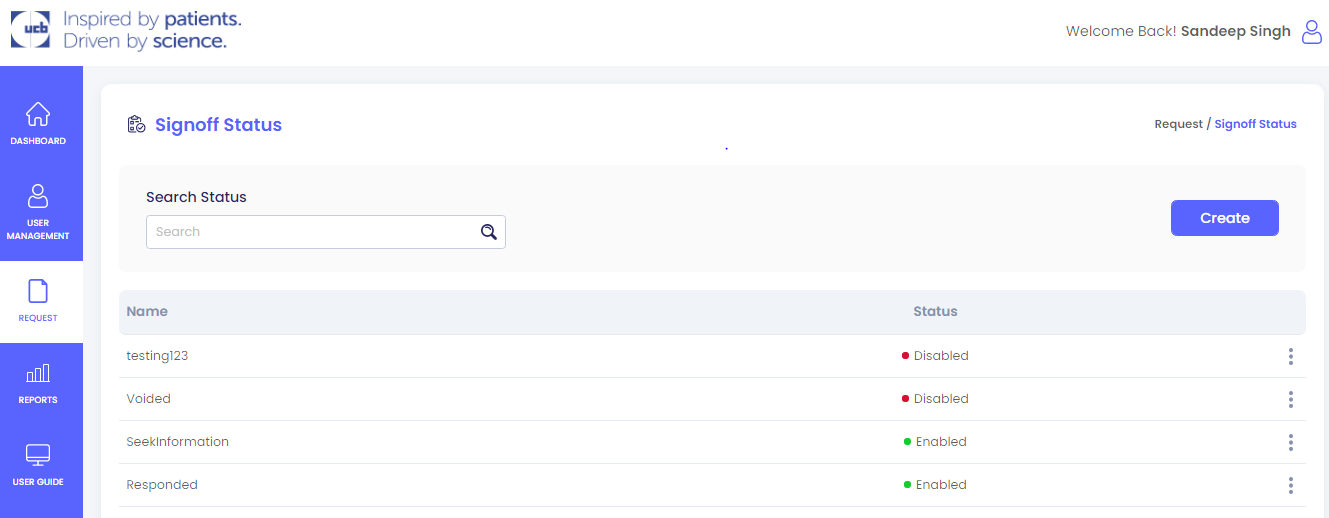 ucb
Inspired by patients.
Driven by science.
Welcome Back! Sandeep Singh
DASHBOARD
USER
MANAGEMENT
REQUEST
REPORTS
USER GUIDE
Signoff Status
Request / Signoff Status
Search Status
Search
Create
Name Status
testing123 Disabled
Voided Disabled
SeekInformation Enabled
Responded Enabled